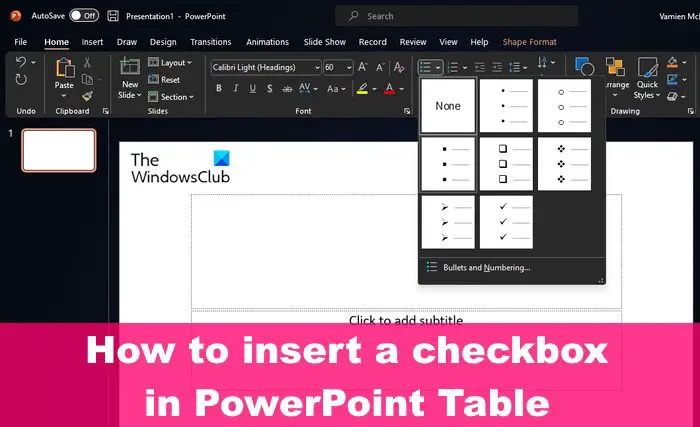 AutoSave Off Presentation1 - PowerPoint Search Vamien Mc
File Home Insert Draw Design Transitions Animations Slide Show Record Review View Help Shape Format
Layout
Reset
Section
Paste
New
Slide
Calibri Light (Headings) 60
B I U S ab AV
Aa A
Arrange
Quick
Styles
Undo Clipboard Slides Font Drawing
None
Bullets and Numbering...
1
The
WindowsClub
Click to add subtitle
How to insert a checkbox
in PowerPoint Table